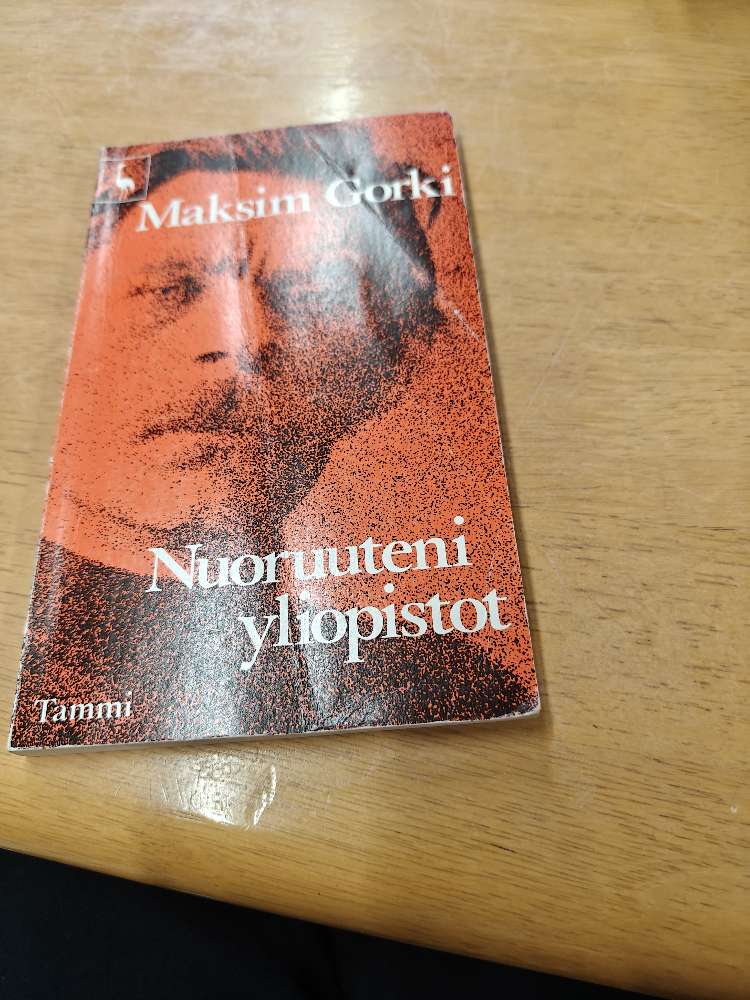 Maksim Gorki
Nuoruuteni
yliopistot
Tammi